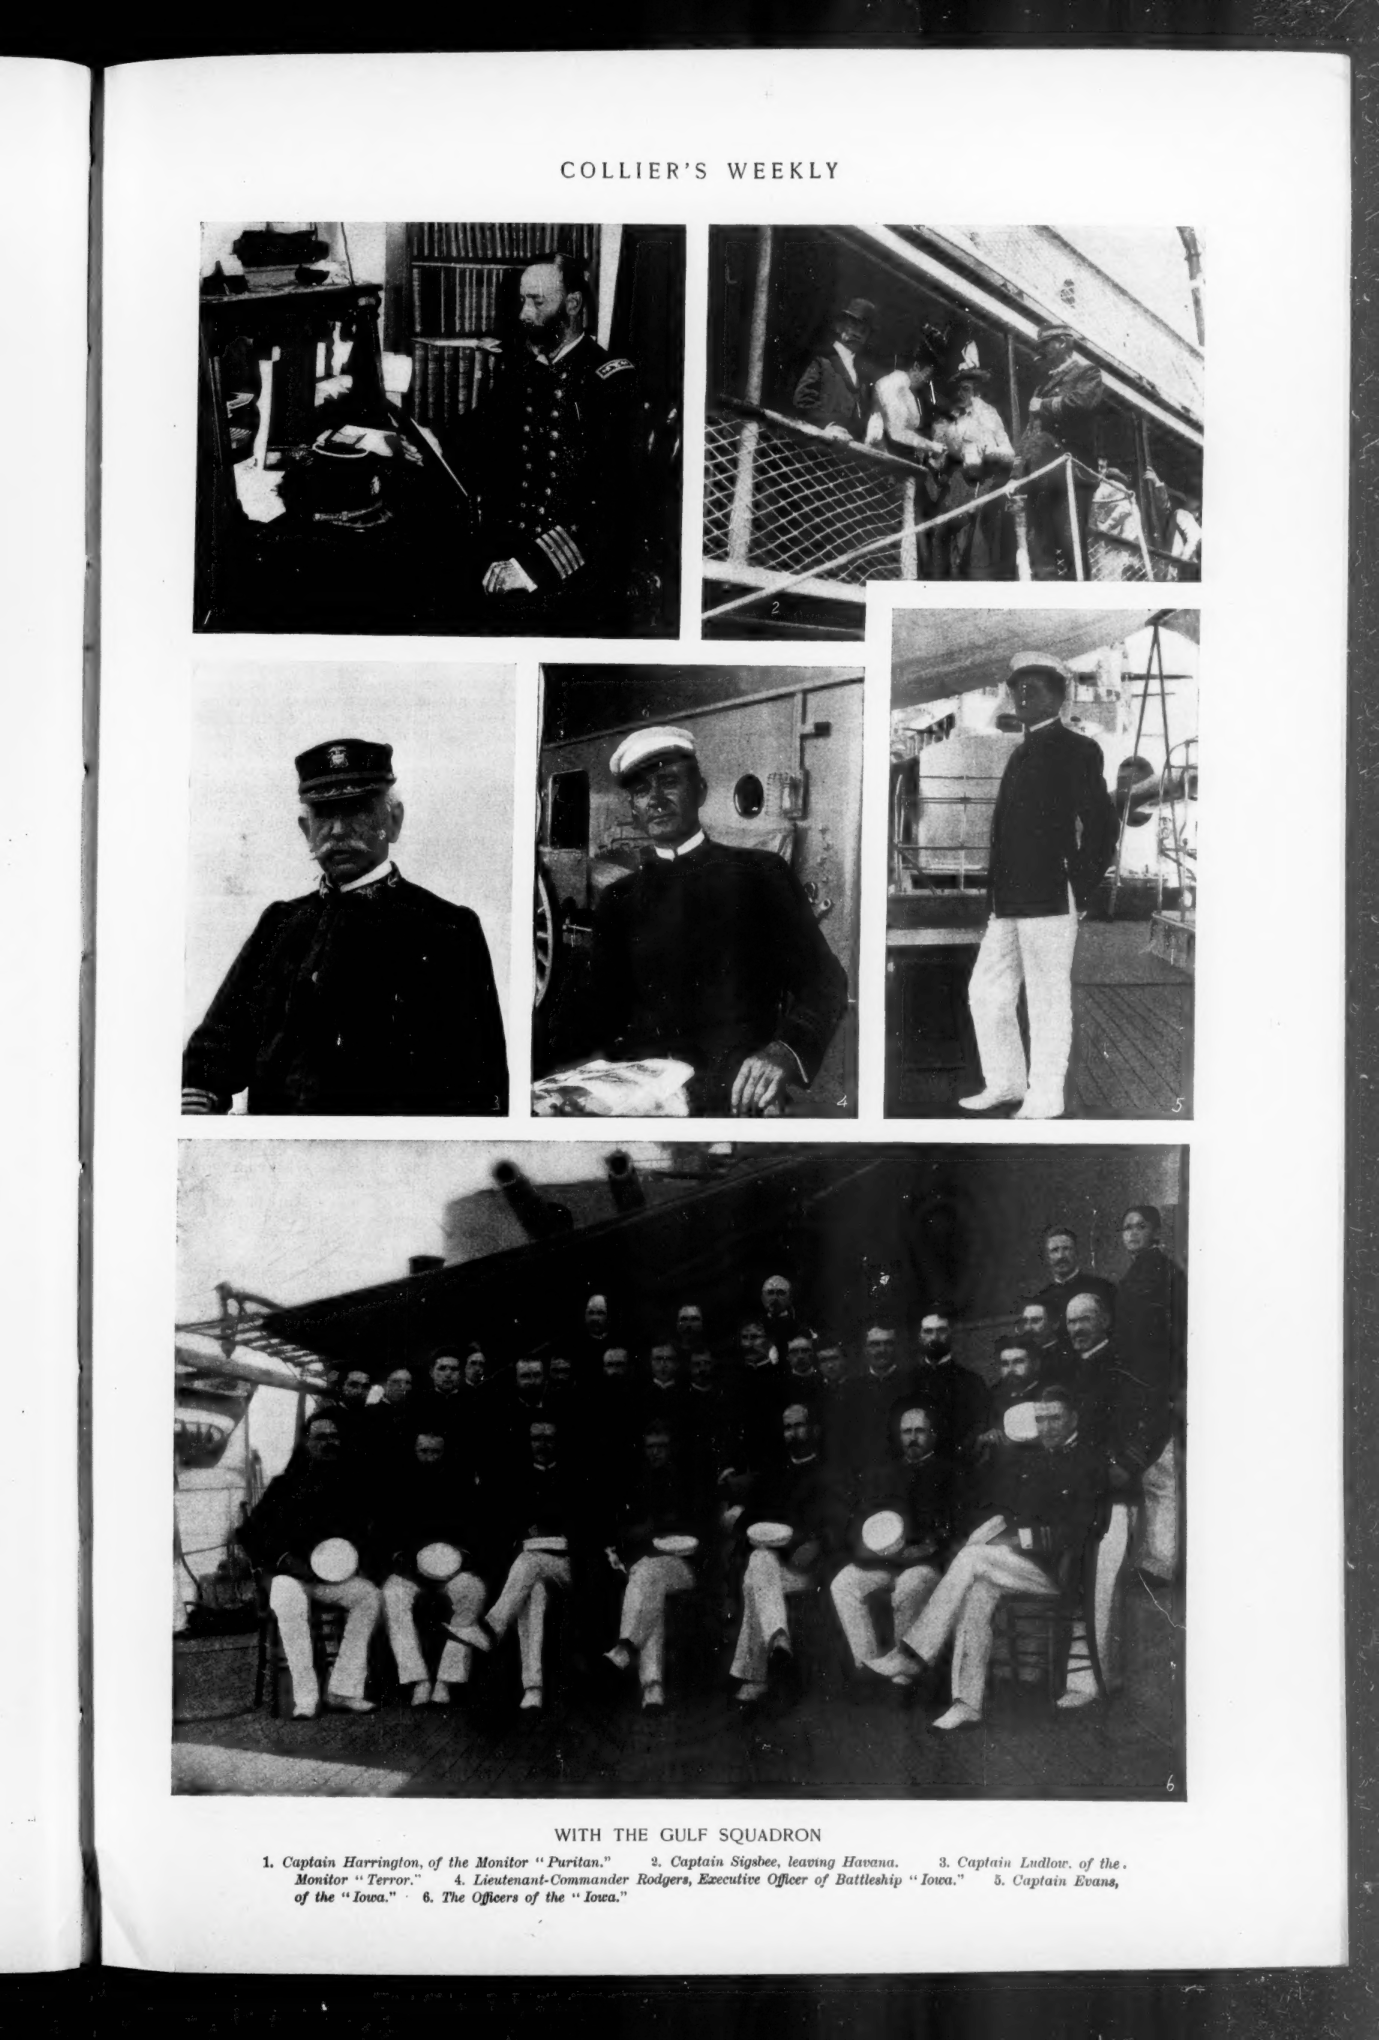 COLLIER'S WEEKLY
1
2
3
4
5
6
WITH THE GULF SQUADRON
1. Captain Harrington, of the Monitor "Puritan." 2. Captain Sigsbee, leaving Havana. 3. Captain Ludlow, of the
Monitor "Terror." 4. Lieutenant-Commander Rodgers, Executive Officer of Battleship "Iowa." 5. Captain Evans,
of the "Iowa." 6. The Officers of the "Iowa."